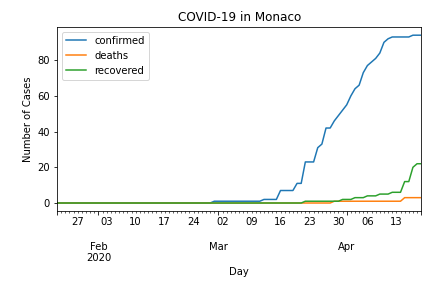 COVID-19 in Monaco
confirmed
deaths
recovered
Number of Cases
80
60
40
20
0
27 03 10 17 24 02 09 16 23 30 06 13
Feb Mar Apr
2020
Day